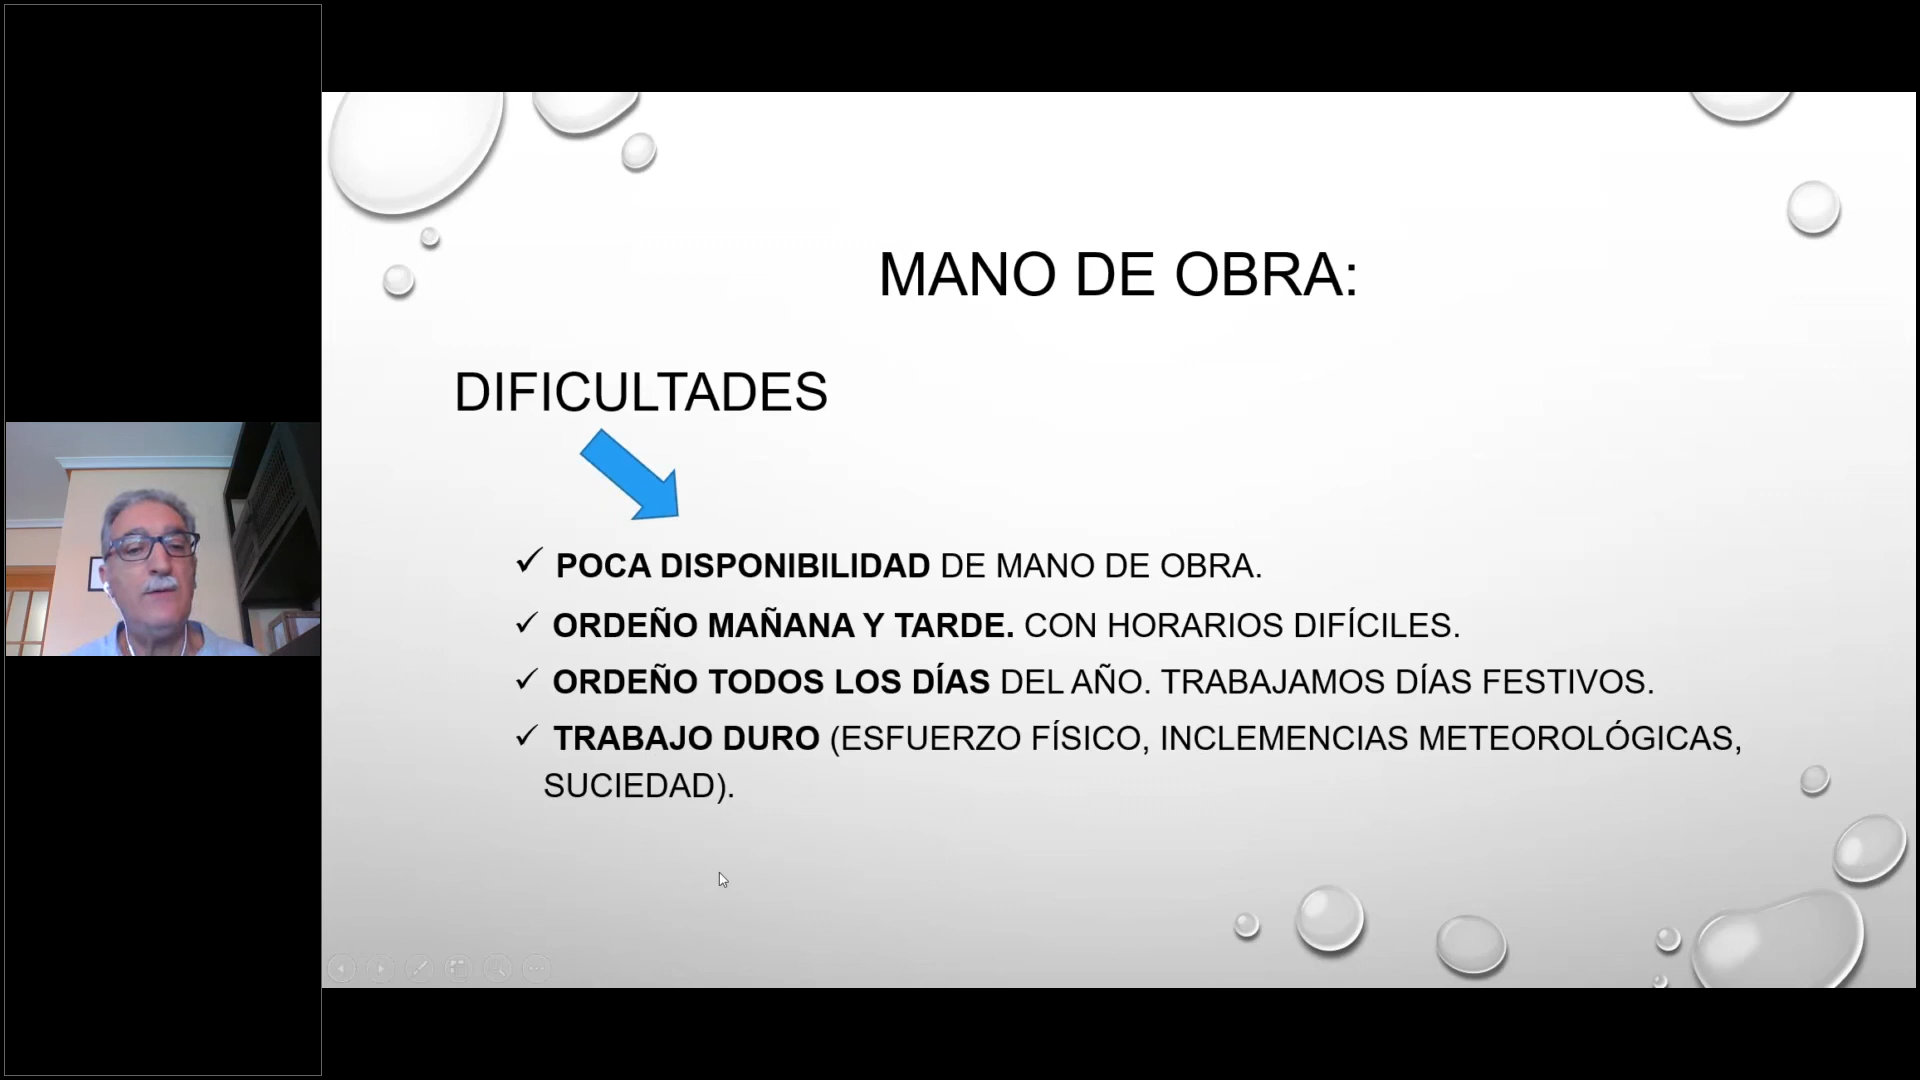 MANO DE OBRA:
DIFICULTADES
✓ POCA DISPONIBILIDAD DE MANO DE OBRA.
✓ ORDEÑO MAÑANA Y TARDE. CON HORARIOS DIFÍCILES.
✓ ORDEÑO TODOS LOS DÍAS DEL AÑO. TRABAJAMOS DÍAS FESTIVOS.
✓ TRABAJO DURO (ESFUERZO FÍSICO, INCLEMENCIAS METEOROLÓGICAS,
SUCIEDAD).